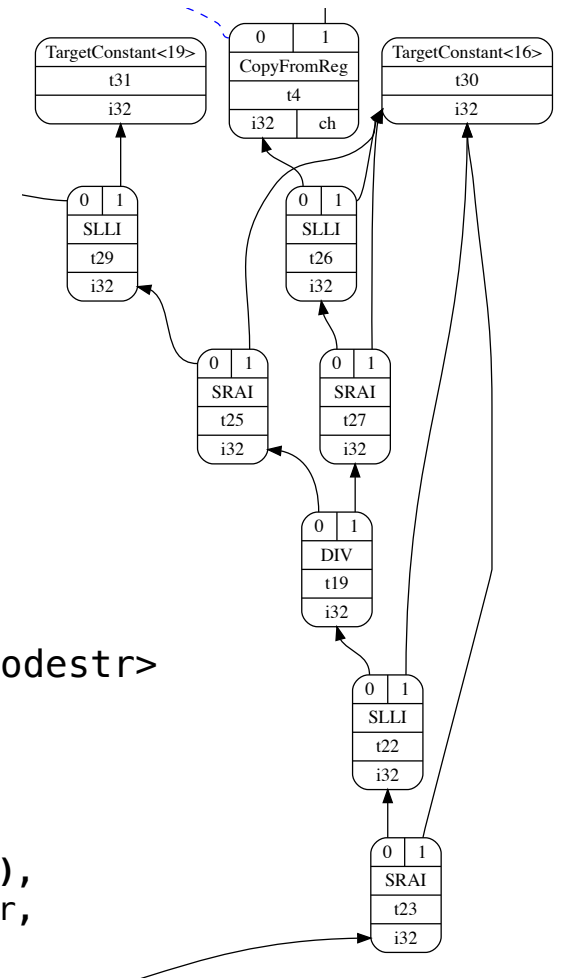 TargetConstant<19>
t31
i32
0 1
CopyFromReg
t4
i32 ch
TargetConstant<16>
t30
i32
0 1
SLLI
t29
i32
0 1
SLLI
t26
i32
0 1
SRAI
t25
i32
0 1
SRAI
t27
i32
0 1
DIV
t19
i32
odestr>
0 1
SLLI
t22
i32
0 1
SRAI
t23
i32
),
r,